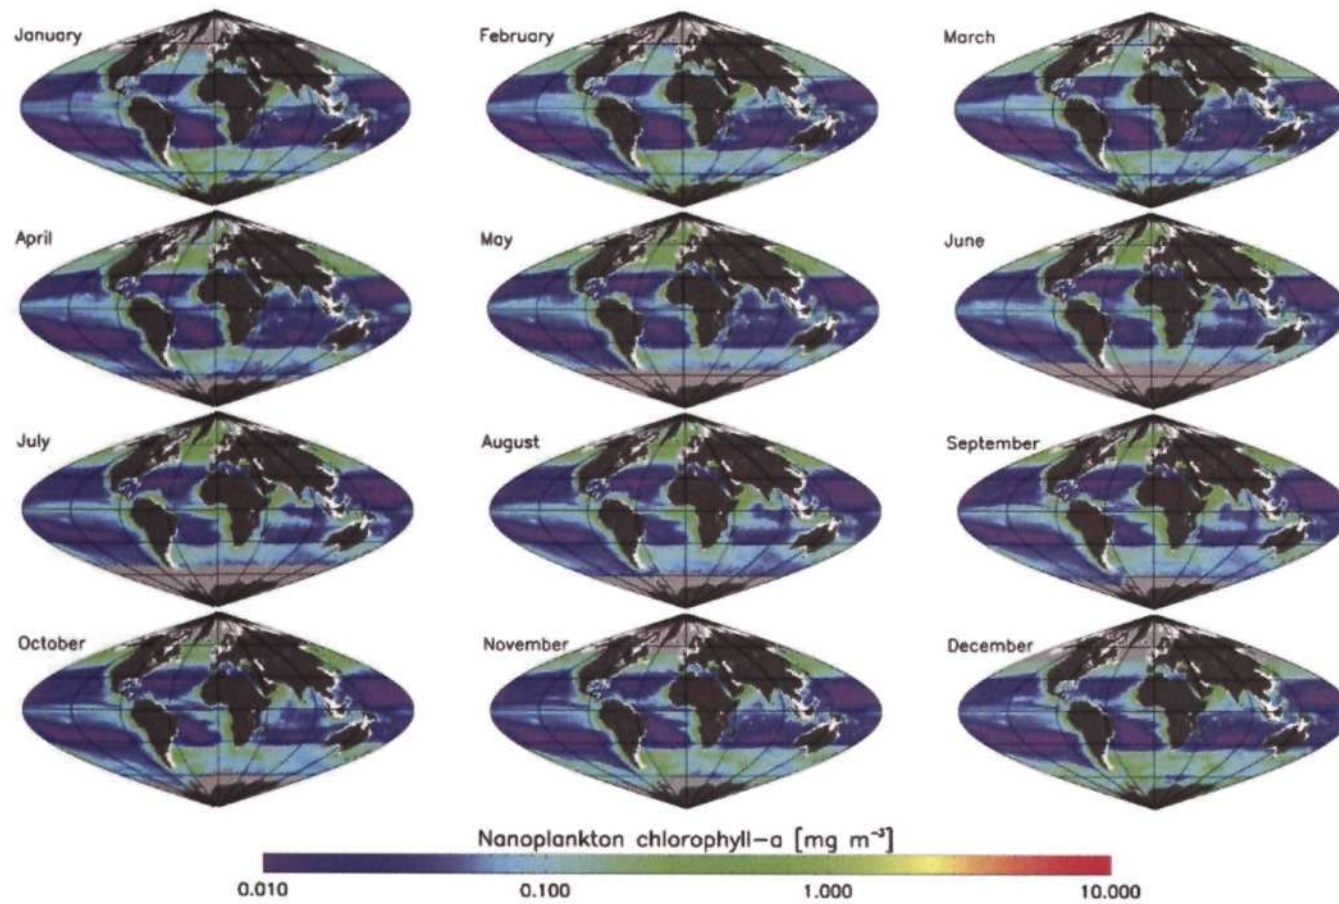 January
February
March
April
May
June
July
August
September
October
November
December
Nanoplankton chlorophyll-a [mg m⁻³]
0.010 0.100 1.000 10.000